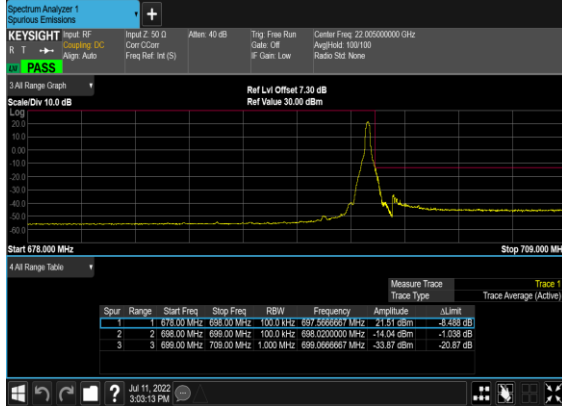 Spectrum Analyzer 1
Spurious Emissions
+
KEYSIGHT Input: RF Input Z: 50 Ω Atten: 40 dB Trig: Free Run Center Freq: 22.005000000 GHz
R T Coupling: DC Corr CCorr Gate: Off Avg|Hold: 100/100
Align: Auto Freq Ref: Int (S) IF Gain: Low Radio Std: None
PASS
3 All Range Graph
Ref Lvl Offset 7.30 dB
Scale/Div 10.0 dB Ref Value 30.00 dBm
Log
20.0
10.0
0.00
-10.0
-20.0
-30.0
-40.0
-50.0
-60.0
Start 678.000 MHz Stop 709.000 MH
4 All Range Table
Measure Trace Trace 1
Trace Type Trace Average (Active)
Spur Range Start Freq Stop Freq RBW Frequency Amplitude ΔLimit
1 1 678.00 MHz 698.00 MHz 100.0 kHz 697.5666667 MHz 21.51 dBm -8.488 dB
2 2 698.00 MHz 699.00 MHz 100.0 kHz 698.0200000 MHz -14.04 dBm -1.038 dB
3 3 699.00 MHz 709.00 MHz 1.000 MHz 699.0666667 MHz -33.87 dBm -20.87 dB
? Jul 11, 2022
3:03:13 PM